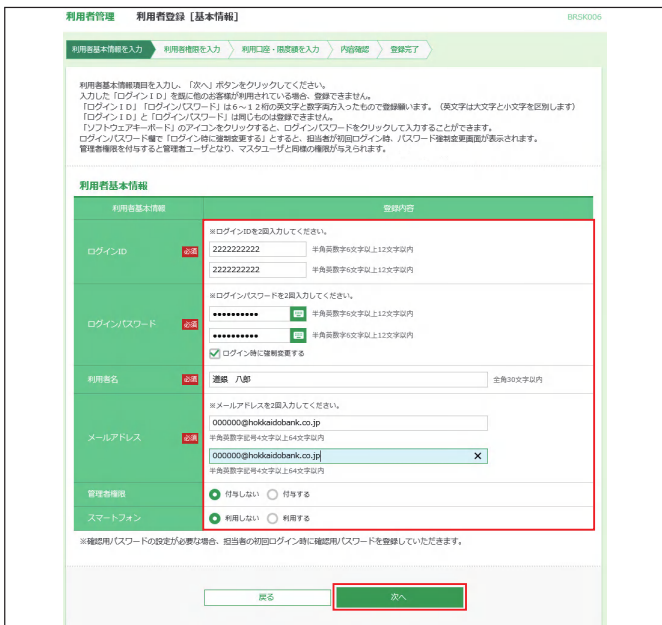 利用者管理　利用者登録［基本情報］
BRSK006
利用者基本情報を入力
利用者権限を入力
利用口座・限度額を入力
内容確認
登録完了
利用者基本情報項目を入力し、「次へ」ボタンをクリックしてください。
入力した「ログインＩＤ」を既に他のお客様が利用されている場合、登録できません。
「ログインＩＤ」「ログインパスワード」は６～１２桁の英文字と数字両方入ったもので登録願います。（英文字は大文字と小文字を区別します）
「ログインＩＤ」と「ログインパスワード」は同じものは登録できません。
「ソフトウェアキーボード」のアイコンをクリックすると、ログインパスワードをクリックして入力することができます。
ログインパスワード欄で「ログイン時に強制変更する」とすると、担当者が初回ログイン時、パスワード強制変更画面が表示されます。
管理者権限を付与すると管理者ユーザとなり、マスタユーザと同様の権限が与えられます。
利用者基本情報
利用者基本情報
登録内容
ログインID
必須
※ログインIDを2回入力してください。
2222222222
半角英数字6文字以上12文字以内
2222222222
半角英数字6文字以上12文字以内
ログインパスワード
必須
※ログインパスワードを2回入力してください。
●●●●●●●●●●
半角英数字6文字以上12文字以内
●●●●●●●●●●
半角英数字6文字以上12文字以内
ログイン時に強制変更する
利用者名
必須
道銀　八郎
全角30文字以内
メールアドレス
必須
※メールアドレスを2回入力してください。
000000@hokkaidobank.co.jp
半角英数字記号4文字以上64文字以内
000000@hokkaidobank.co.jp
半角英数字記号4文字以上64文字以内
管理者権限
付与しない
付与する
スマートフォン
利用しない
利用する
※確認用パスワードの設定が必要な場合、担当者の初回ログイン時に確認用パスワードを登録していただきます。
戻る
次へ